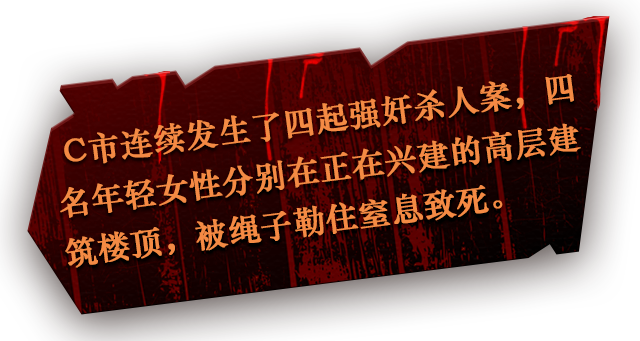 C市连续发生了四起强奸杀人案，四
名年轻女性分别在正在兴建的高层建
筑楼顶，被绳子勒住窒息致死。